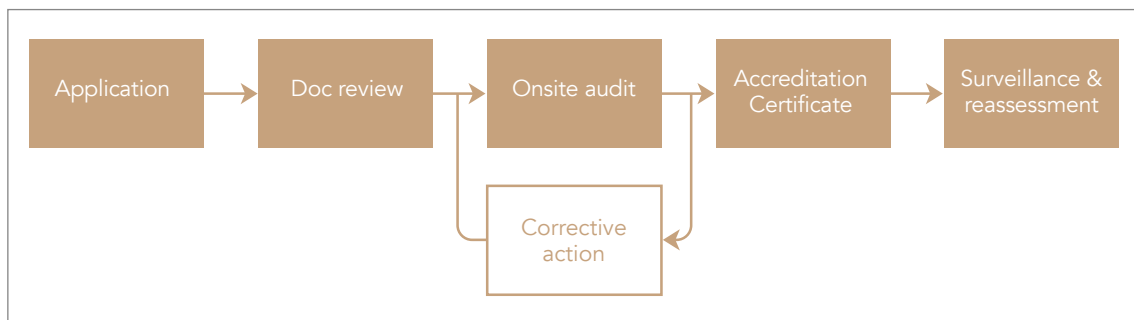 Application
Doc review
Onsite audit
Accreditation
Certificate
Surveillance &
reassessment
Corrective
action